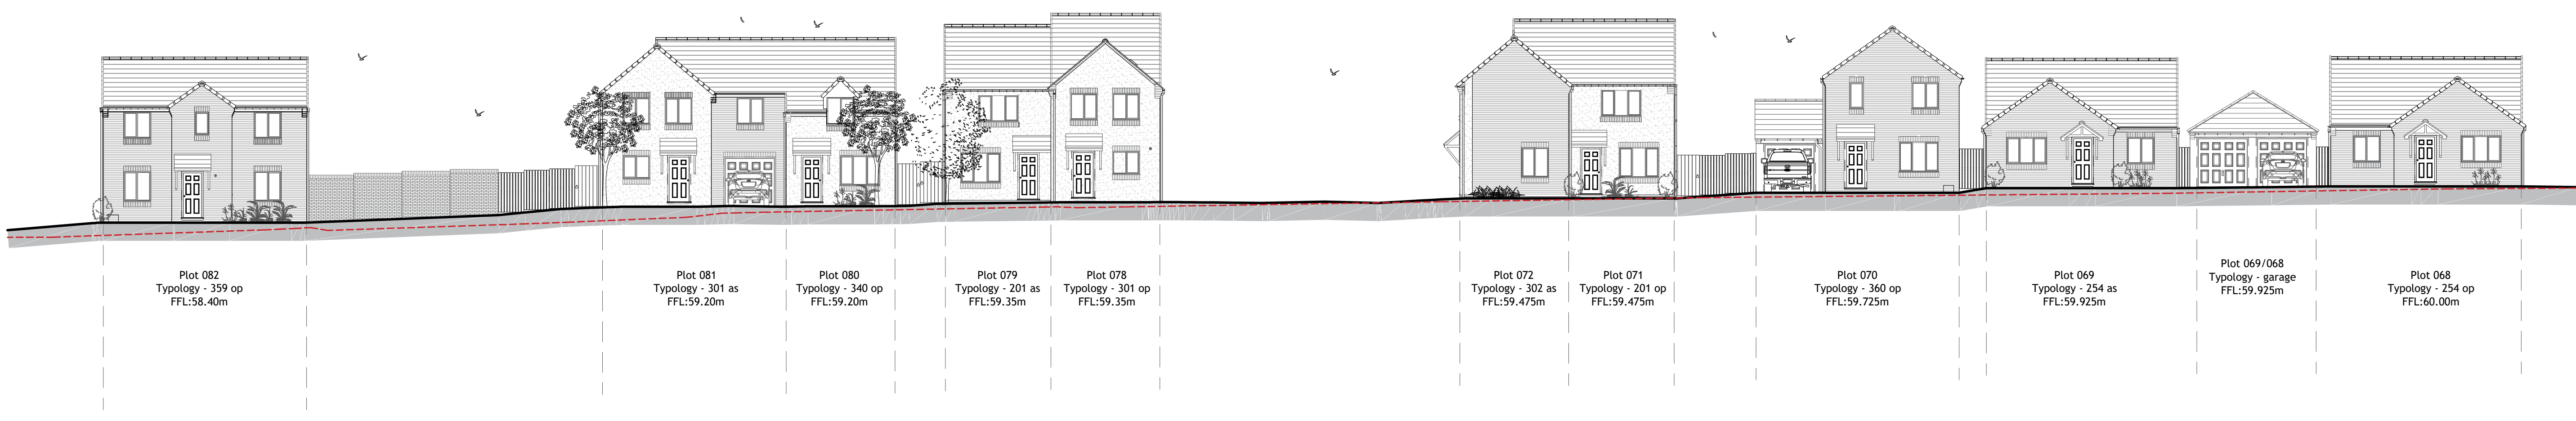 Plot 082
Typology - 359 op
FFL:58.40m
Plot 081
Typology - 301 as
FFL:59.20m
Plot 080
Typology - 340 op
FFL:59.20m
Plot 079
Typology - 201 as
FFL:59.35m
Plot 078
Typology - 301 op
FFL:59.35m
Plot 072
Typology - 302 as
FFL:59.475m
Plot 071
Typology - 201 op
FFL:59.475m
Plot 070
Typology - 360 op
FFL:59.725m
Plot 069
Typology - 254 as
FFL:59.925m
Plot 069/068
Typology - garage
FFL:59.925m
Plot 068
Typology - 254 op
FFL:60.00m